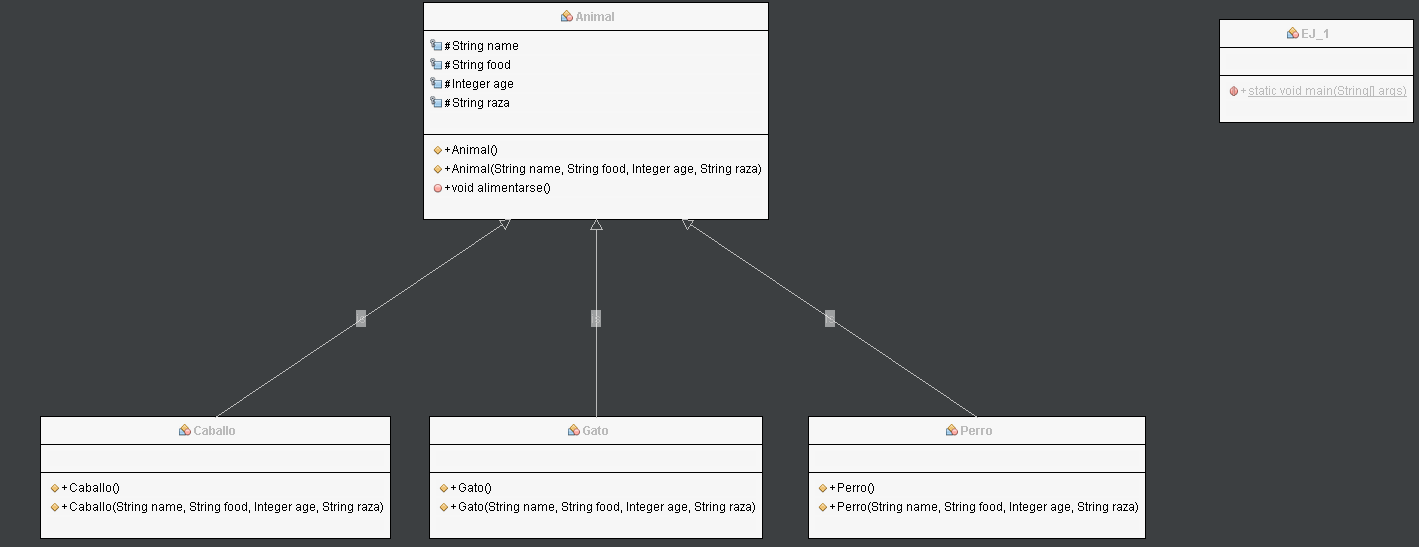 Animal
#String name
#String food
#Integer age
#String raza
+Animal()
+Animal(String name, String food, Integer age, String raza)
+void alimentarse()
EJ_1
+static void main(String[] args)
Caballo
+Caballo()
+Caballo(String name, String food, Integer age, String raza)
Gato
+Gato()
+Gato(String name, String food, Integer age, String raza)
Perro
+Perro()
+Perro(String name, String food, Integer age, String raza)